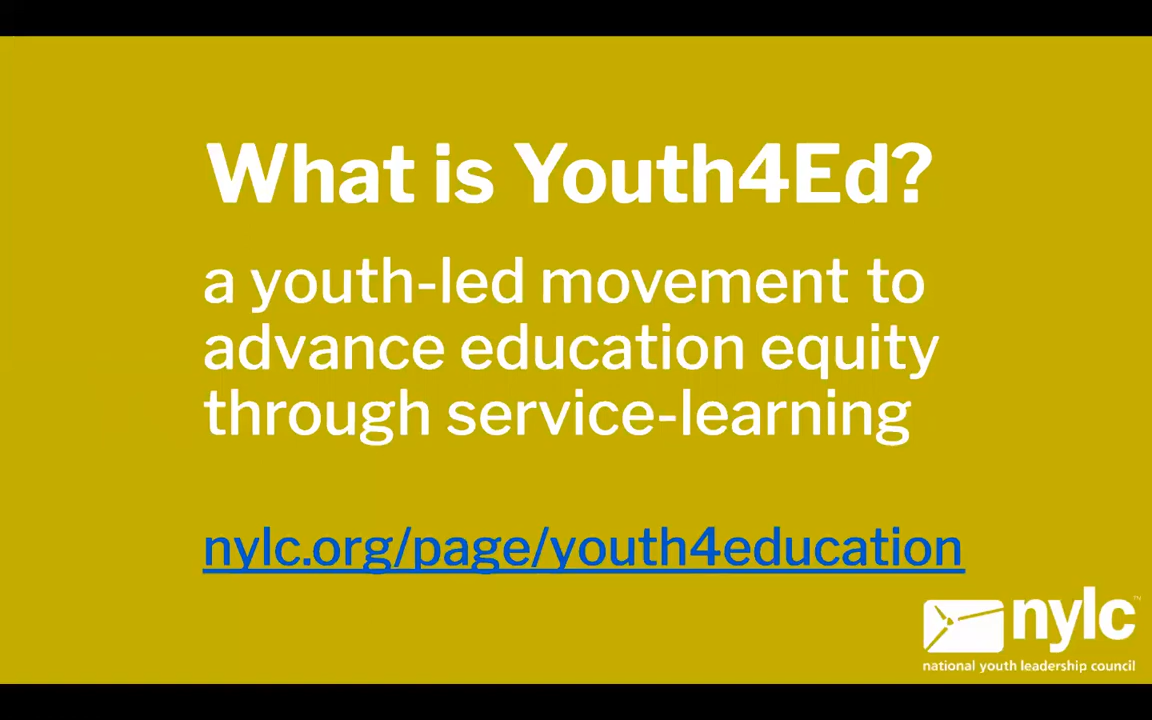 What is Youth4Ed?
a youth-led movement to
advance education equity
through service-learning
nylc.org/page/youth4education
nylc™
national youth leadership council